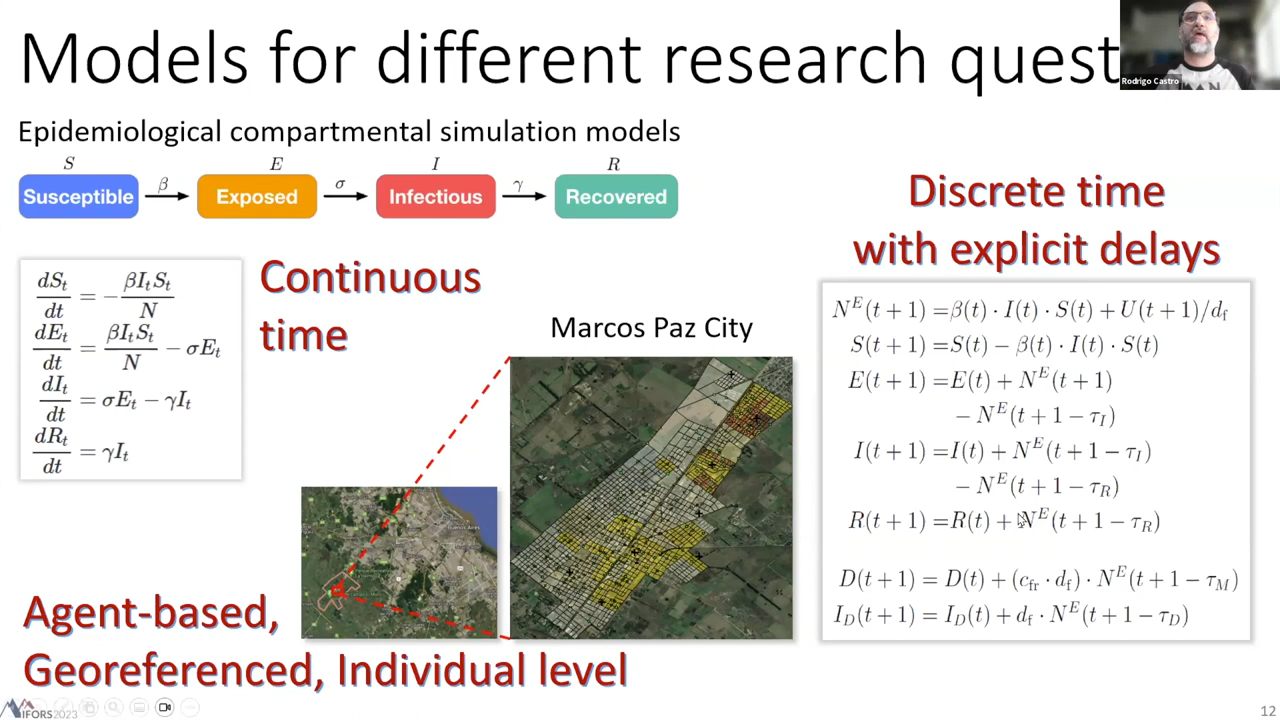 Models for different research quest
Rodrigo Castro
Epidemiological compartmental simulation models
S E I R
Susceptible β Exposed σ Infectious γ Recovered
Discrete time
with explicit delays
Continuous
time
dS_t/dt = −βI_tS_t/N
dE_t/dt = βI_tS_t/N − σE_t
dI_t/dt = σE_t − γI_t
dR_t/dt = γI_t
Marcos Paz City
Buenos Aires
N^E(t + 1) =β(t) · I(t) · S(t) + U(t + 1)/d_f
S(t + 1) =S(t) − β(t) · I(t) · S(t)
E(t + 1) =E(t) + N^E(t + 1)
− N^E(t + 1 − τ_I)
I(t + 1) =I(t) + N^E(t + 1 − τ_I)
− N^E(t + 1 − τ_R)
R(t + 1) =R(t) + N^E(t + 1 − τ_R)
D(t + 1) = D(t) + (c_fr · d_f) · N^E(t + 1 − τ_M)
I_D(t + 1) = I_D(t) + d_f · N^E(t + 1 − τ_D)
Agent-based,
Georeferenced, Individual level
IFORS2023
12